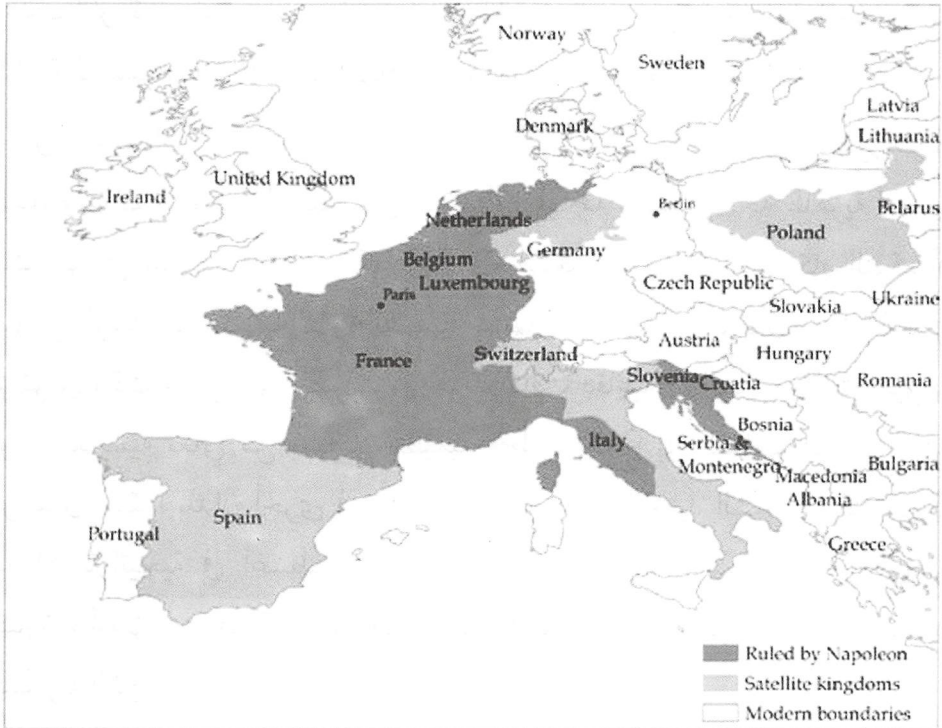 Norway
Sweden
Latvia
Denmark
Lithuania
Ireland
United Kingdom
Berlin
Belarus
Netherlands
Poland
Germany
Belgium
Luxembourg
Czech Republic
Paris
Slovakia
Ukraine
Austria
Switzerland
Hungary
France
Slovenia
Croatia
Romania
Bosnia
Italy
Serbia &
Montenegro
Bulgaria
Macedonia
Albania
Spain
Portugal
Greece
Ruled by Napoleon
Satellite kingdoms
Modern boundaries